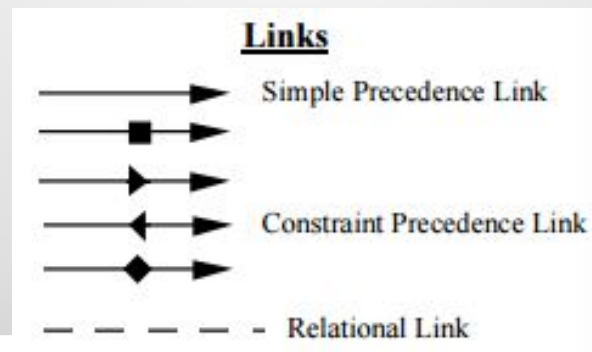 Links
Simple Precedence Link
Constraint Precedence Link
Relational Link